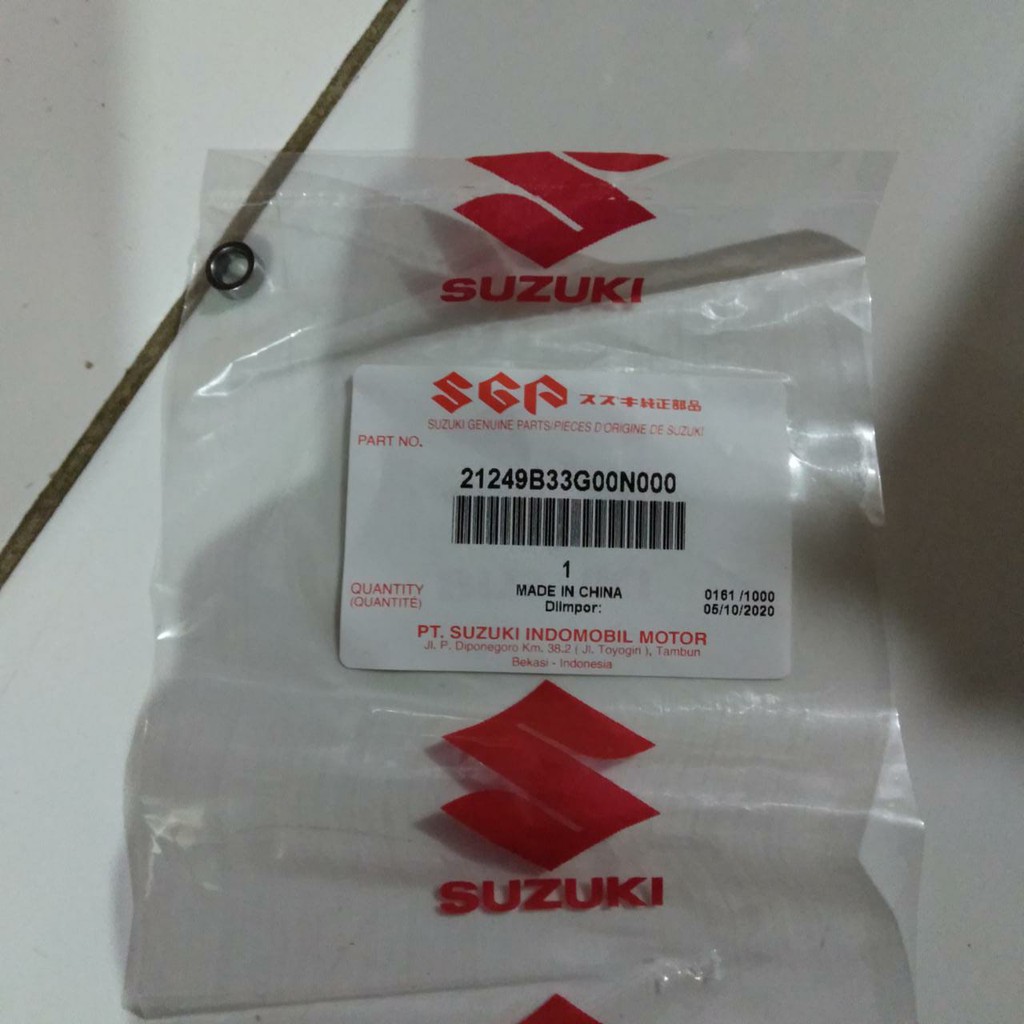 SUZUKI
SGP スズキ純正部品
SUZUKI GENUINE PARTS/PIECES D'ORIGINE DE SUZUKI
PART NO.
21249B33G00N000
1
QUANTITY
(QUANTITÉ)
MADE IN CHINA
DIimpor:
0161 /1000
05/10/2020
PT. SUZUKI INDOMOBIL MOTOR
Jl. P. Diponegoro Km. 38.2 ( Jl. Toyogiri ), Tambun
Bekasi - Indonesia
SUZUKI